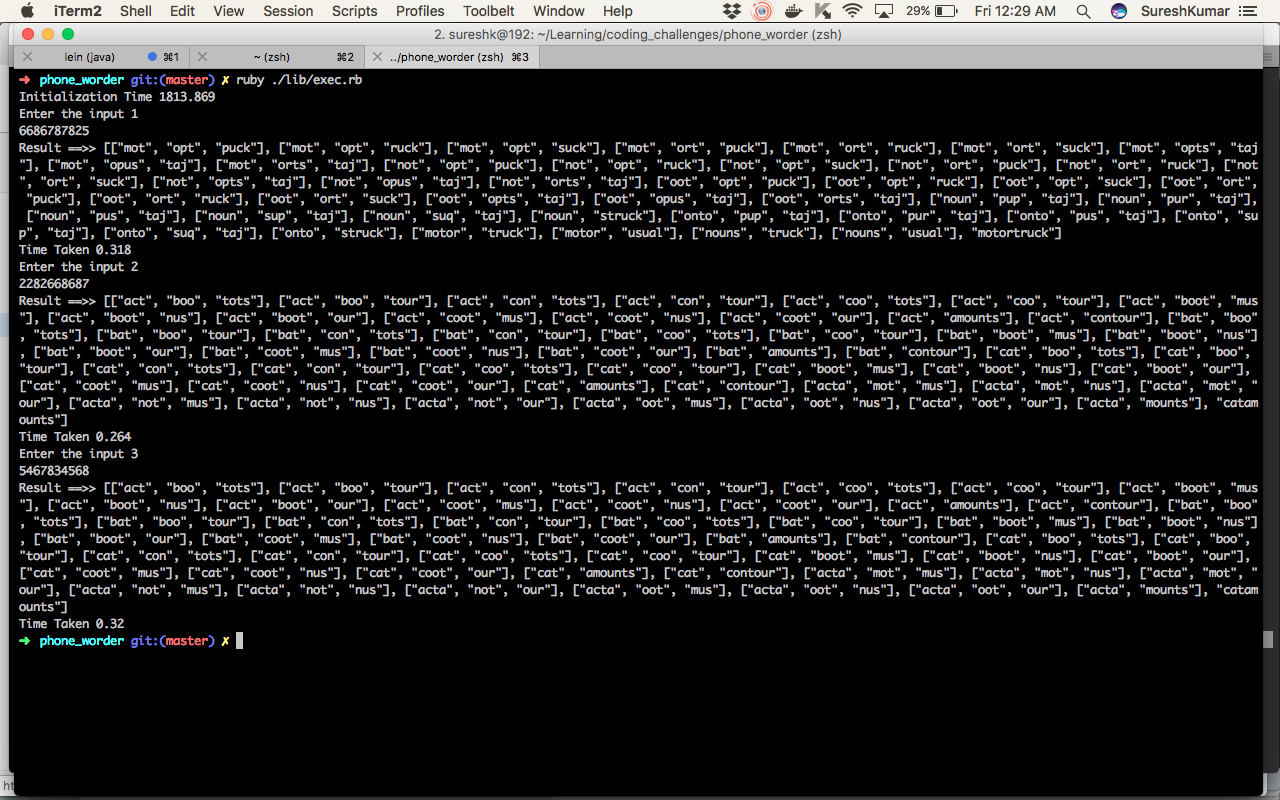 iTerm2 Shell Edit View Session Scripts Profiles Toolbelt Window Help 29% Fri 12:29 AM SureshKumar
2. sureshk@192: ~/Learning/coding_challenges/phone_worder (zsh)
lein (java) ⌘1 ~ (zsh) ⌘2 ../phone_worder (zsh) ⌘3
→ phone_worder git:(master) ✗ ruby ./lib/exec.rb
Initialization Time 1813.869
Enter the input 1
6686787825
Result ==>> [["mot", "opt", "puck"], ["mot", "opt", "ruck"], ["mot", "opt", "suck"], ["mot", "ort", "puck"], ["mot", "ort", "ruck"], ["mot", "ort", "suck"], ["mot", "opts", "taj
"], ["mot", "opus", "taj"], ["mot", "orts", "taj"], ["not", "opt", "puck"], ["not", "opt", "ruck"], ["not", "opt", "suck"], ["not", "ort", "puck"], ["not", "ort", "ruck"], ["not
", "ort", "suck"], ["not", "opts", "taj"], ["not", "opus", "taj"], ["not", "orts", "taj"], ["oot", "opt", "puck"], ["oot", "opt", "ruck"], ["oot", "opt", "suck"], ["oot", "ort",
"puck"], ["oot", "ort", "ruck"], ["oot", "ort", "suck"], ["oot", "opts", "taj"], ["oot", "opus", "taj"], ["oot", "orts", "taj"], ["noun", "pup", "taj"], ["noun", "pur", "taj"],
["noun", "pus", "taj"], ["noun", "sup", "taj"], ["noun", "suq", "taj"], ["noun", "struck"], ["onto", "pup", "taj"], ["onto", "pur", "taj"], ["onto", "pus", "taj"], ["onto", "su
p", "taj"], ["onto", "suq", "taj"], ["onto", "struck"], ["motor", "truck"], ["motor", "usual"], ["nouns", "truck"], ["nouns", "usual"], "motortruck"]
Time Taken 0.318
Enter the input 2
2282668687
Result ==>> [["act", "boo", "tots"], ["act", "boo", "tour"], ["act", "con", "tots"], ["act", "con", "tour"], ["act", "coo", "tots"], ["act", "coo", "tour"], ["act", "boot", "mus
"], ["act", "boot", "nus"], ["act", "boot", "our"], ["act", "coot", "mus"], ["act", "coot", "nus"], ["act", "coot", "our"], ["act", "amounts"], ["act", "contour"], ["bat", "boo"
, "tots"], ["bat", "boo", "tour"], ["bat", "con", "tots"], ["bat", "con", "tour"], ["bat", "coo", "tots"], ["bat", "coo", "tour"], ["bat", "boot", "mus"], ["bat", "boot", "nus"]
, ["bat", "boot", "our"], ["bat", "coot", "mus"], ["bat", "coot", "nus"], ["bat", "coot", "our"], ["bat", "amounts"], ["bat", "contour"], ["cat", "boo", "tots"], ["cat", "boo",
"tour"], ["cat", "con", "tots"], ["cat", "con", "tour"], ["cat", "coo", "tots"], ["cat", "coo", "tour"], ["cat", "boot", "mus"], ["cat", "boot", "nus"], ["cat", "boot", "our"],
["cat", "coot", "mus"], ["cat", "coot", "nus"], ["cat", "coot", "our"], ["cat", "amounts"], ["cat", "contour"], ["acta", "mot", "mus"], ["acta", "mot", "nus"], ["acta", "mot", "
our"], ["acta", "not", "mus"], ["acta", "not", "nus"], ["acta", "not", "our"], ["acta", "oot", "mus"], ["acta", "oot", "nus"], ["acta", "oot", "our"], ["acta", "mounts"], "catam
ounts"]
Time Taken 0.264
Enter the input 3
5467834568
Result ==>> [["act", "boo", "tots"], ["act", "boo", "tour"], ["act", "con", "tots"], ["act", "con", "tour"], ["act", "coo", "tots"], ["act", "coo", "tour"], ["act", "boot", "mus
"], ["act", "boot", "nus"], ["act", "boot", "our"], ["act", "coot", "mus"], ["act", "coot", "nus"], ["act", "coot", "our"], ["act", "amounts"], ["act", "contour"], ["bat", "boo"
, "tots"], ["bat", "boo", "tour"], ["bat", "con", "tots"], ["bat", "con", "tour"], ["bat", "coo", "tots"], ["bat", "coo", "tour"], ["bat", "boot", "mus"], ["bat", "boot", "nus"]
, ["bat", "boot", "our"], ["bat", "coot", "mus"], ["bat", "coot", "nus"], ["bat", "coot", "our"], ["bat", "amounts"], ["bat", "contour"], ["cat", "boo", "tots"], ["cat", "boo",
"tour"], ["cat", "con", "tots"], ["cat", "con", "tour"], ["cat", "coo", "tots"], ["cat", "coo", "tour"], ["cat", "boot", "mus"], ["cat", "boot", "nus"], ["cat", "boot", "our"],
["cat", "coot", "mus"], ["cat", "coot", "nus"], ["cat", "coot", "our"], ["cat", "amounts"], ["cat", "contour"], ["acta", "mot", "mus"], ["acta", "mot", "nus"], ["acta", "mot", "
our"], ["acta", "not", "mus"], ["acta", "not", "nus"], ["acta", "not", "our"], ["acta", "oot", "mus"], ["acta", "oot", "nus"], ["acta", "oot", "our"], ["acta", "mounts"], "catam
ounts"]
Time Taken 0.32
→ phone_worder git:(master) ✗